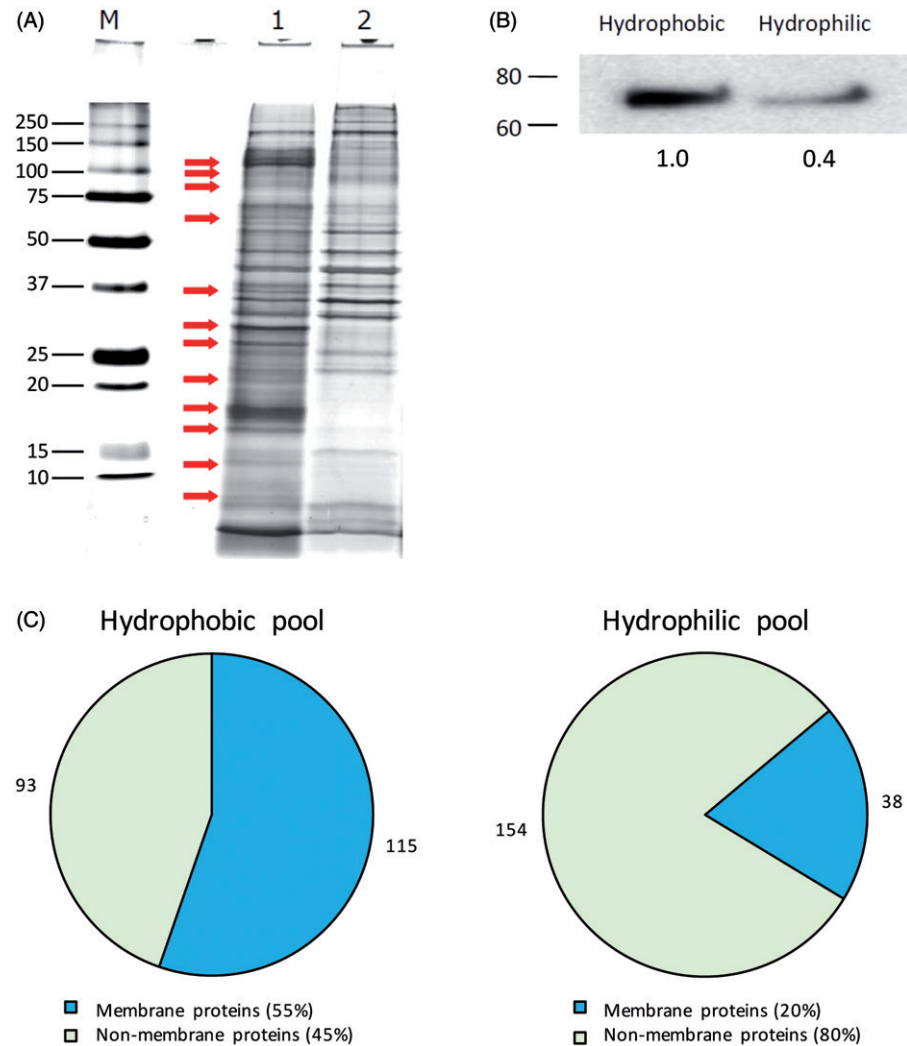 (A)
M 1 2
250
150
100
75
50
37
25
20
15
10
(B)
Hydrophobic Hydrophilic
80
60
1.0 0.4
(C)
Hydrophobic pool
93
115
Membrane proteins (55%)
Non-membrane proteins (45%)
Hydrophilic pool
154
38
Membrane proteins (20%)
Non-membrane proteins (80%)